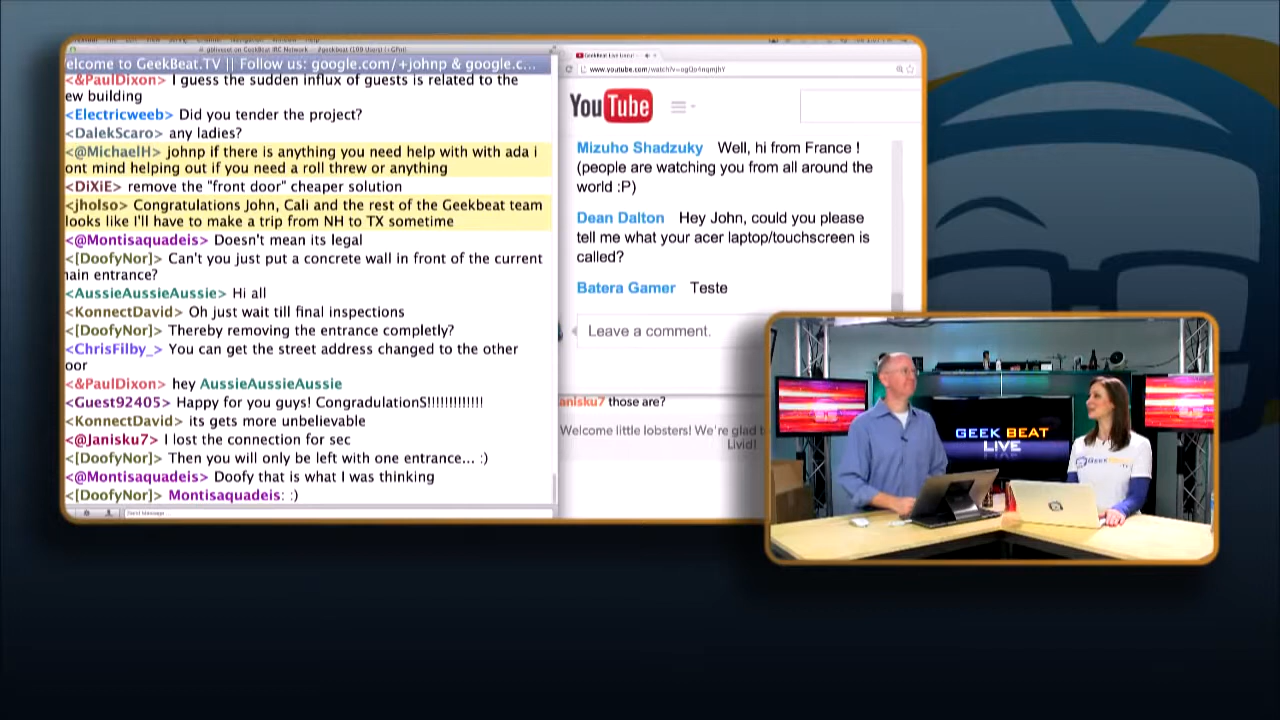 elcome to GeekBeat.TV || Follow us: google.com/+johnp & google.c...
<&PaulDixon> I guess the sudden influx of guests is related to the
ew building
<Electricweeb> Did you tender the project?
<DalekScaro> any ladies?
<@MichaelH> johnp if there is anything you need help with with ada i
ont mind helping out if you need a roll threw or anything
<DiXiE> remove the "front door" cheaper solution
<jholso> Congratulations John, Cali and the rest of the Geekbeat team
looks like I'll have to make a trip from NH to TX sometime
<@Montisaquadeis> Doesn't mean its legal
<[DoofyNor]> Can't you just put a concrete wall in front of the current
ain entrance?
<AussieAussieAussie> Hi all
<KonnectDavid> Oh just wait till final inspections
<[DoofyNor]> Thereby removing the entrance completly?
<ChrisFilby_> You can get the street address changed to the other
oor
<&PaulDixon> hey AussieAussieAussie
<Guest92405> Happy for you guys! CongradulationS!!!!!!!!!!!!!
<KonnectDavid> its gets more unbelievable
<@Janisku7> I lost the connection for sec
<[DoofyNor]> Then you will only be left with one entrance... :)
<@Montisaquadeis> Doofy that is what I was thinking
<[DoofyNor]> Montisaquadeis: :)
Send Message...
YouTube
Mizuho Shadzuky Well, hi from France !
(people are watching you from all around the
world :P)
Dean Dalton Hey John, could you please
tell me what your acer laptop/touchscreen is
called?
Batera Gamer Teste
Leave a comment.
anisku7 those are?
Welcome little lobsters! We're glad t
Livid!
GEEK BEAT
LIVE